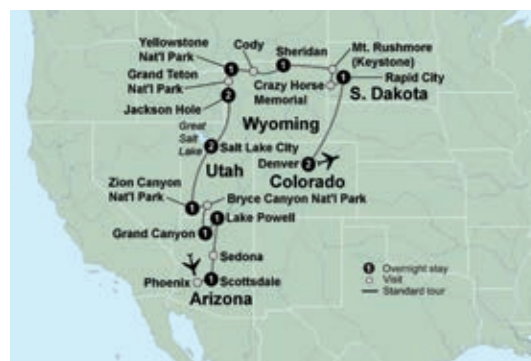 Yellowstone
Nat'l Park
Cody
Sheridan
Mt. Rushmore
(Keystone)
Grand Teton
Nat'l Park
1
1
1
Rapid City
Crazy Horse
Memorial
S. Dakota
Jackson Hole
2
Wyoming
Great
Salt
Lake
2
Salt Lake City
Denver
2
Utah
Colorado
Zion Canyon
Nat'l Park
1
Bryce Canyon Nat'l Park
1
Lake Powell
Grand Canyon
1
Sedona
1
Overnight stay
Visit
Standard tour
Phoenix
1
Scottsdale
Arizona